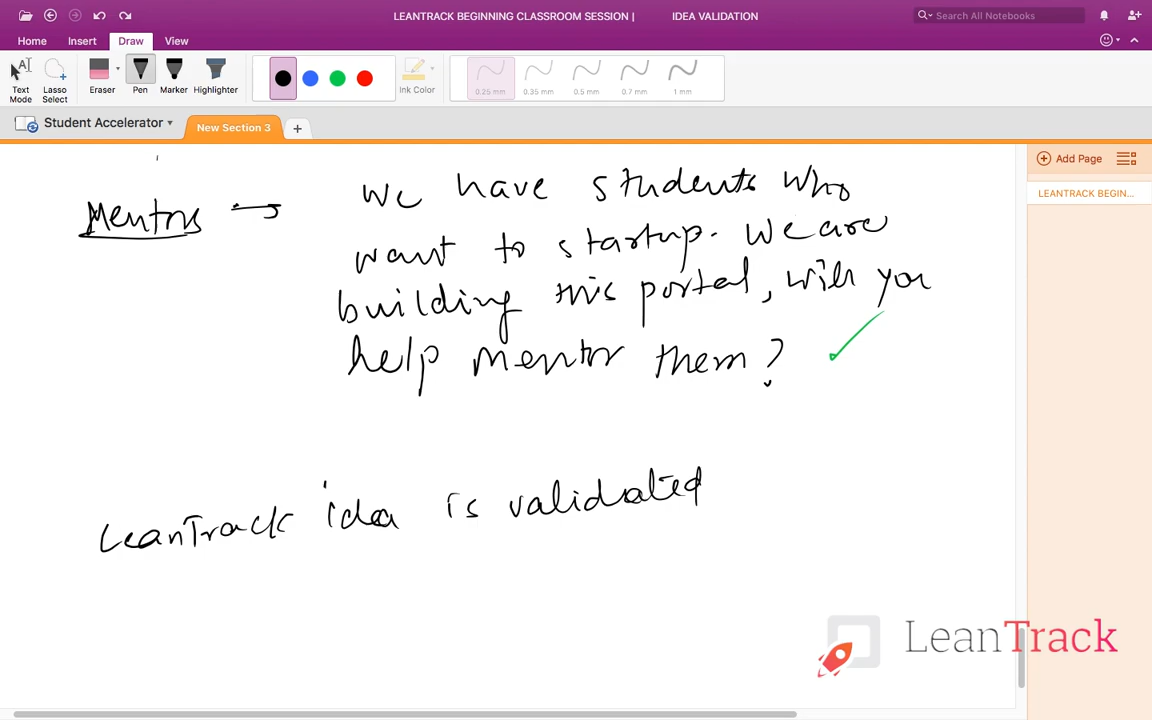 LEANTRACK BEGINNING CLASSROOM SESSION | IDEA VALIDATION
Search All Notebooks
Home Insert Draw View
Text Mode
Lasso Select
Eraser
Pen
Marker
Highlighter
Ink Color
0.25 mm 0.35 mm 0.5 mm 0.7 mm 1 mm
Student Accelerator
New Section 3
+
Add Page
LEANTRACK BEGIN...
Mentors → we have students who
want to startup. We are
building this portal, will you
help mentor them? ✓
LeanTrack idea is validated
LeanTrack